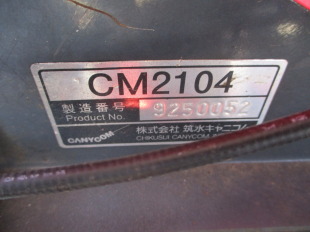 CM2104
製造番号 9250052
Product No.
CANYCOM 株式会社 筑水キャニコム
CHIKUSUI CANYCOM IN